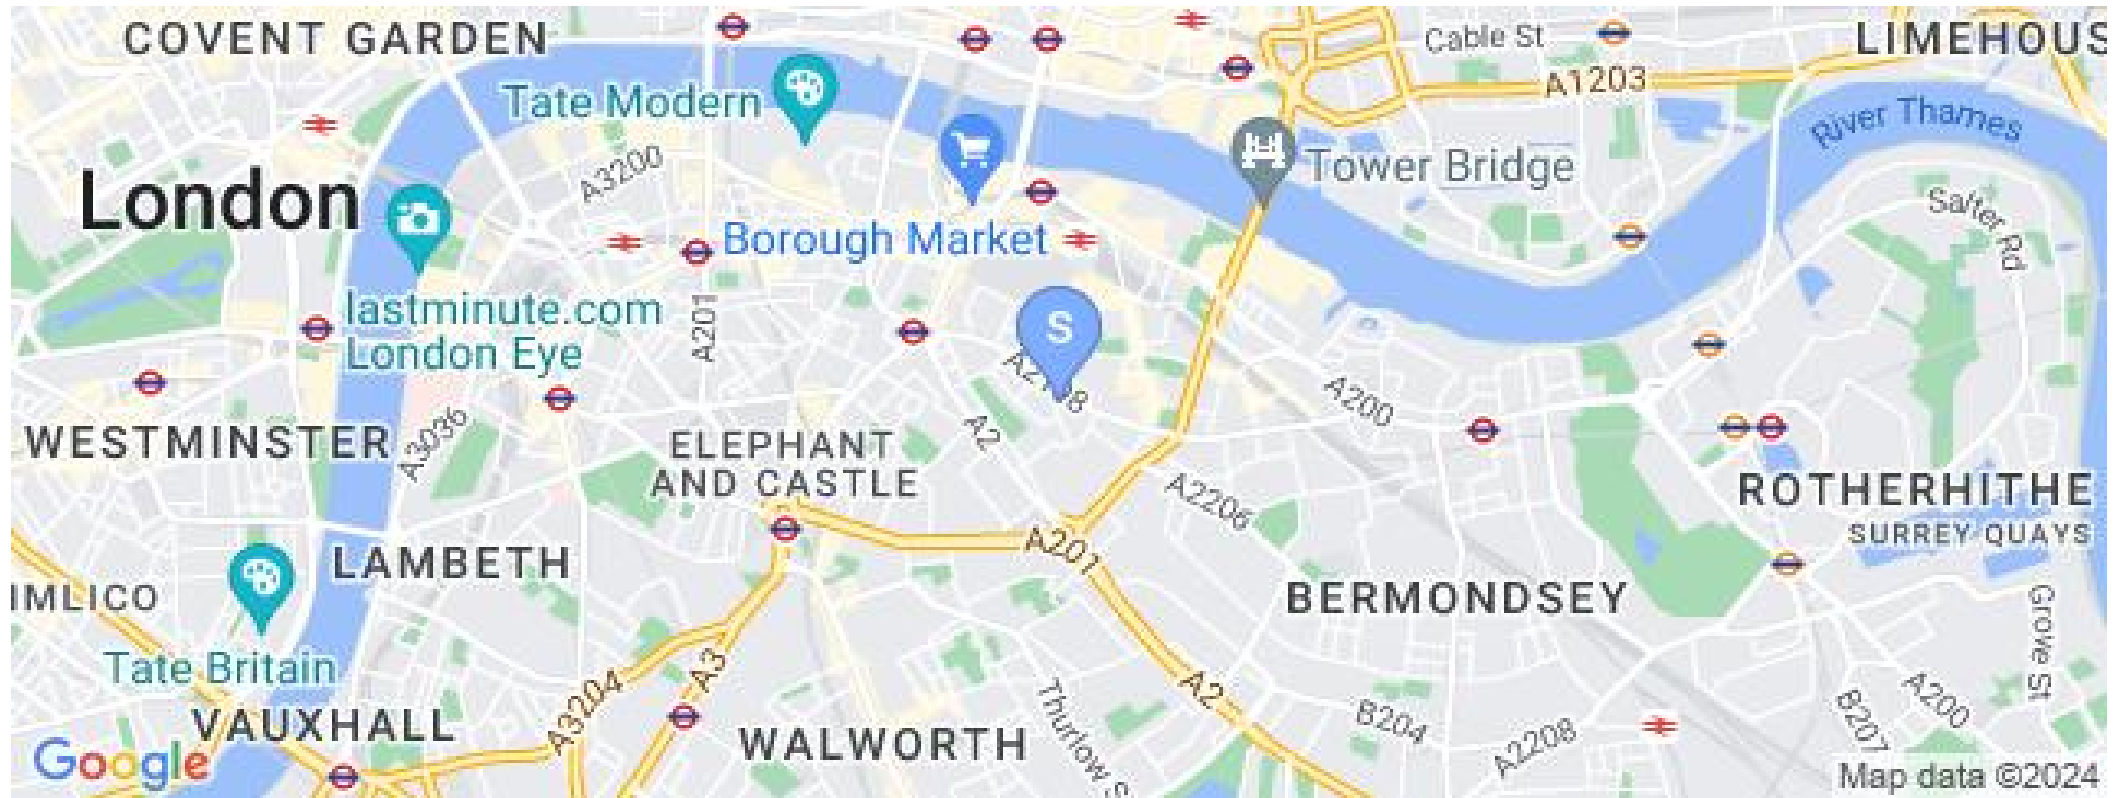 COVENT GARDEN
Cable St
LIMEHOUS
A1203
Tate Modern
River Thames
A3200
Tower Bridge
London
Salter Rd
Borough Market
lastminute.com
London Eye
A201
S
A200
WESTMINSTER
A3036
A2
ELEPHANT
AND CASTLE
A2206
ROTHERHITHE
SURREY QUAYS
A201
LAMBETH
IMLICO
BERMONDSEY
Grove St
Tate Britain
A3
A2
A3204
VAUXHALL
Thurlow S
B204
A200
B207
WALWORTH
A2208
Google
Map data ©2024